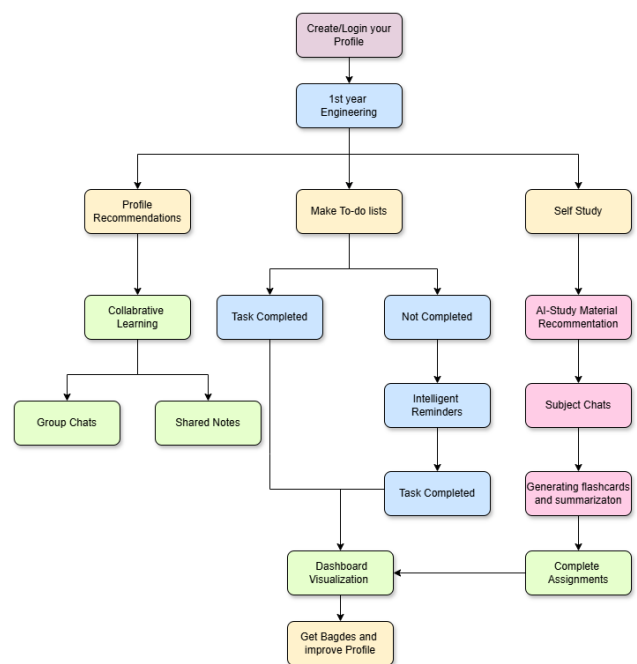 Create/Login your
Profile
1st year
Engineering
Profile
Recommendations
Make To-do lists
Self Study
Collabrative
Learning
Task Completed
Not Completed
AI-Study Material
Recommentation
Group Chats
Shared Notes
Intelligent
Reminders
Subject Chats
Task Completed
Generating flashcards
and summarizaton
Dashboard
Visualization
Complete
Assignments
Get Bagdes and
improve Profile